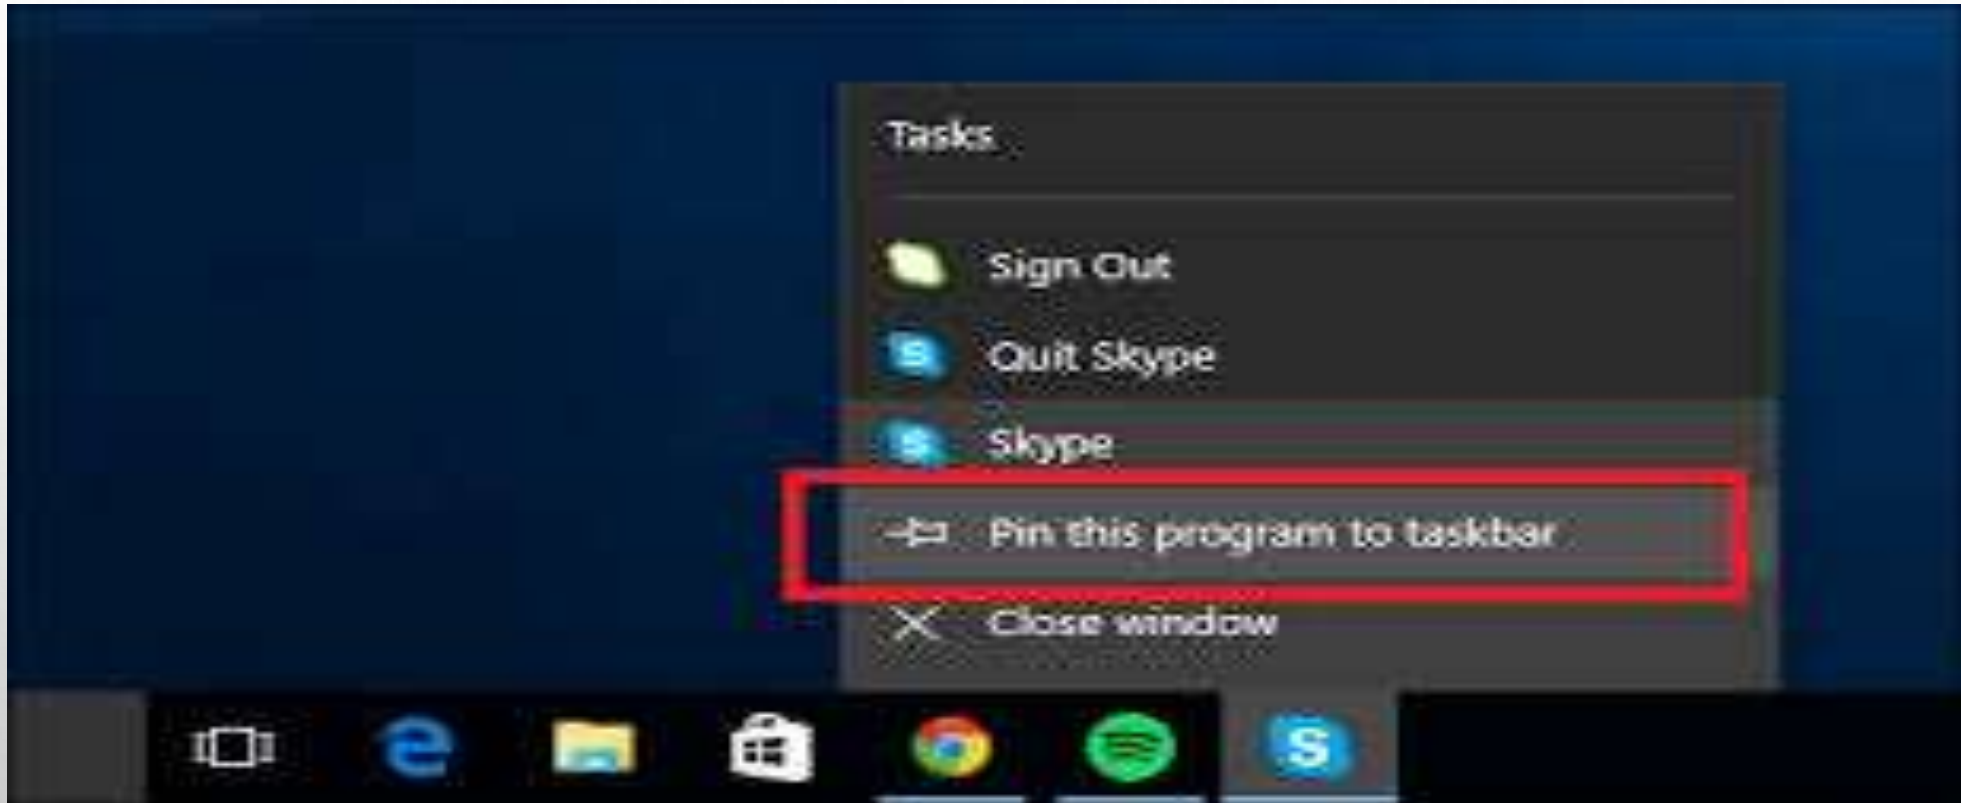 Tasks
Sign Out
Quit Skype
Skype
Pin this program to taskbar
Close window